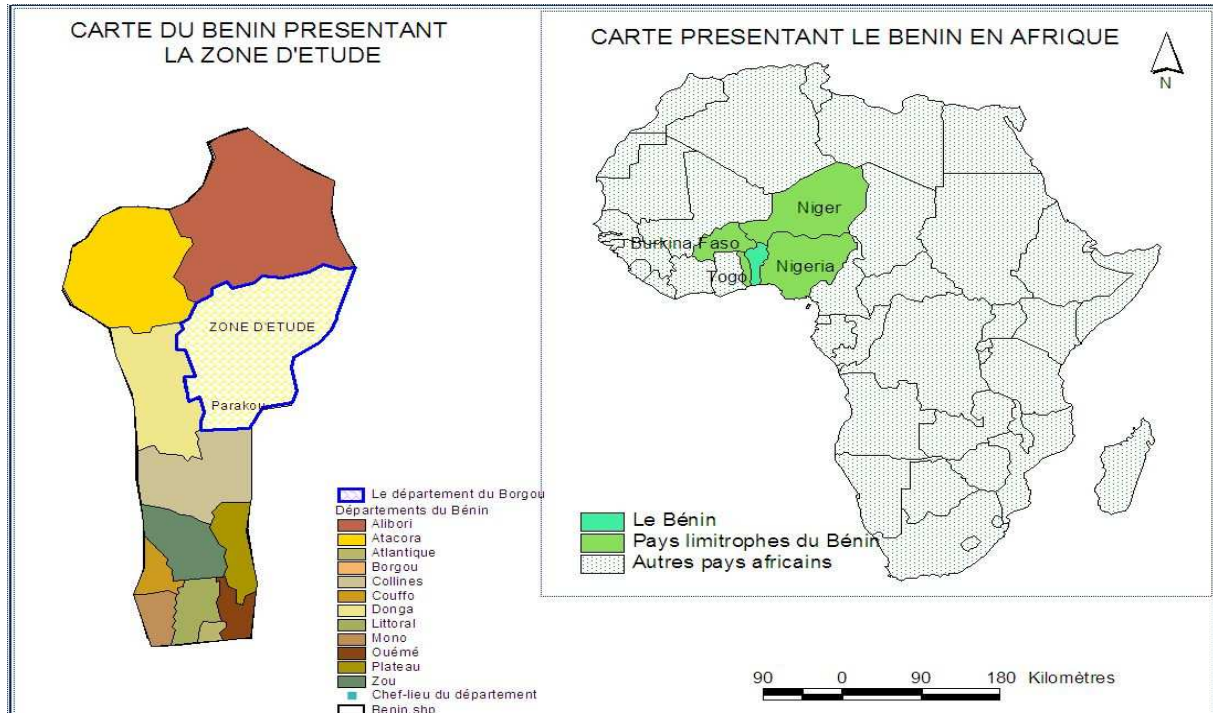 CARTE DU BENIN PRESENTANT
LA ZONE D'ETUDE
ZONE D'ETUDE
Parakou
Le département du Borgou
Départements du Bénin
Alibori
Atacora
Atlantique
Borgou
Collines
Couffo
Donga
Littoral
Mono
Ouémé
Plateau
Zou
Chef-lieu du département
Benin.shp
CARTE PRESENTANT LE BENIN EN AFRIQUE
N
Niger
Burkina Faso
Togo
Nigeria
Le Bénin
Pays limitrophes du Bénin
Autres pays africains
90 0 90 180 Kilomètres